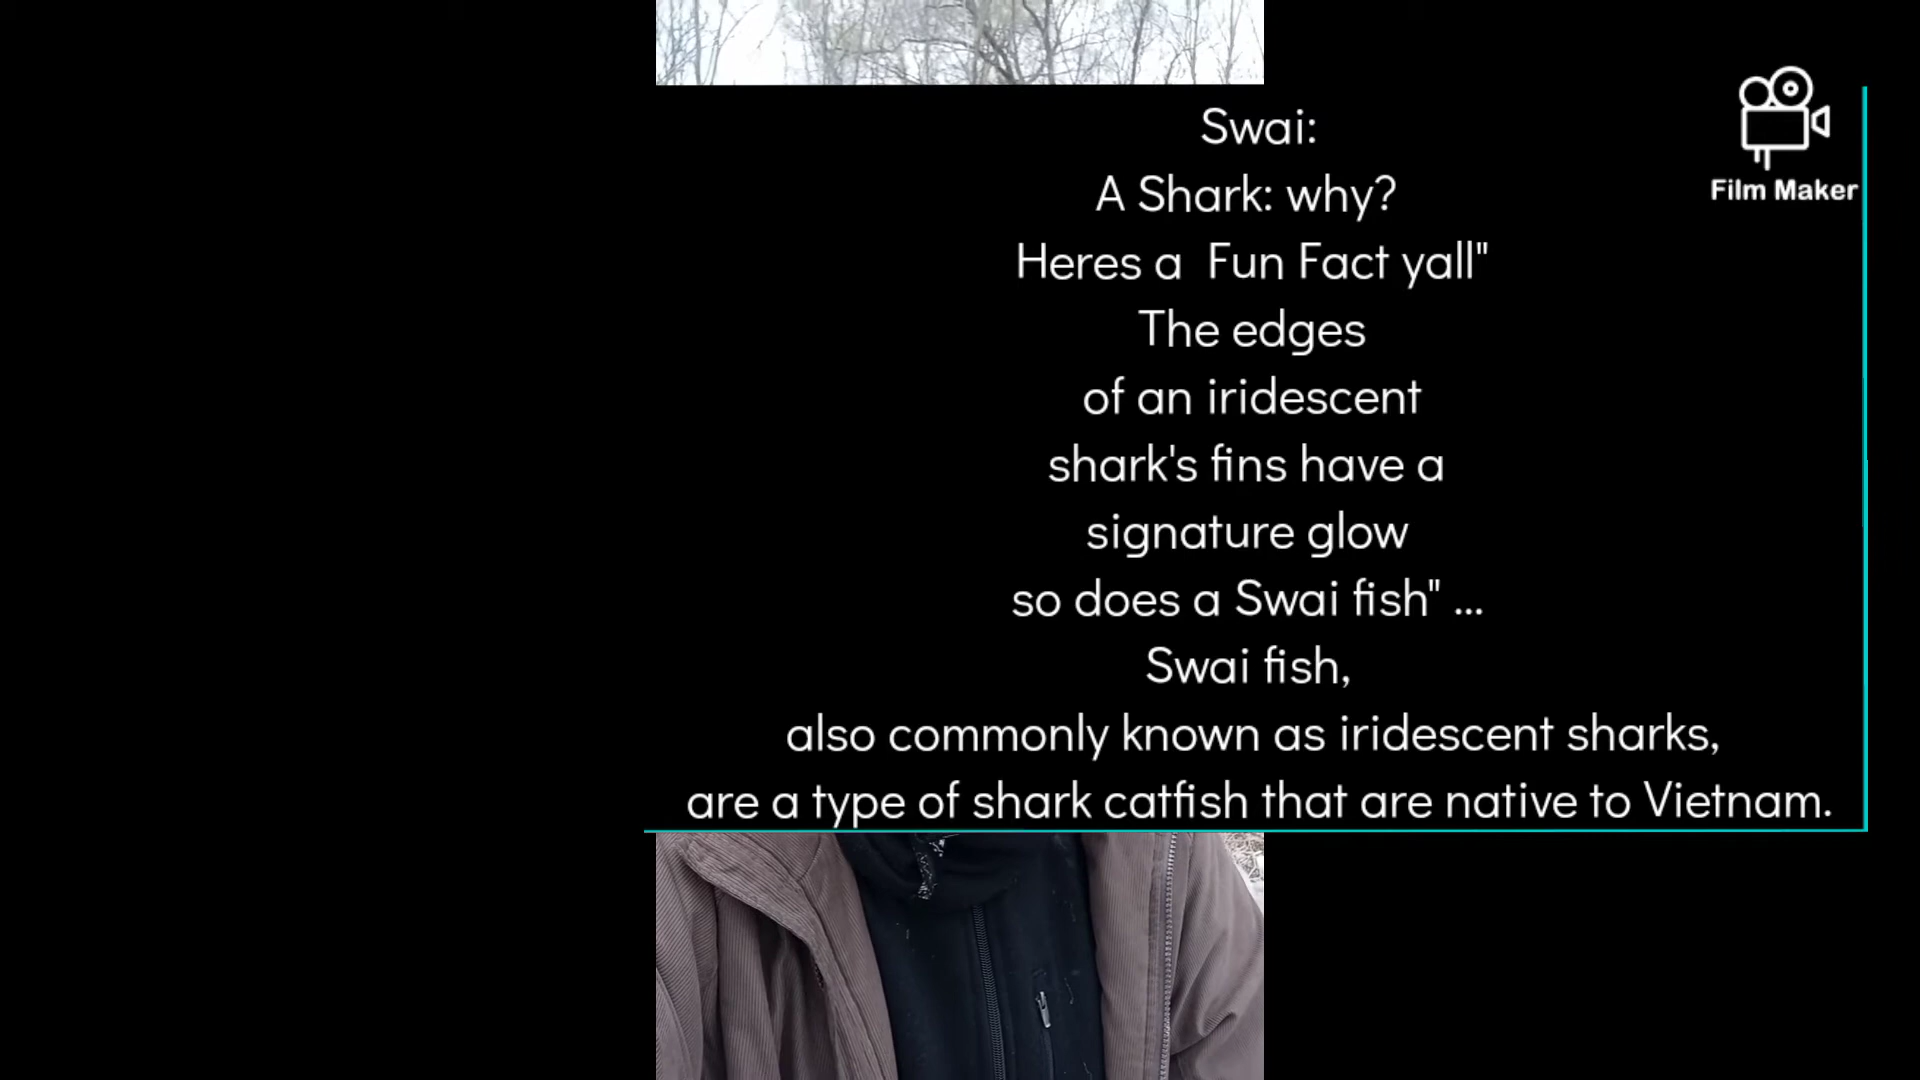 Swai:
A Shark: why?
Heres a  Fun Fact yall"
The edges
of an iridescent
shark's fins have a
signature glow
so does a Swai fish" ...
Swai fish,
also commonly known as iridescent sharks,
are a type of shark catfish that are native to Vietnam.
Film Maker